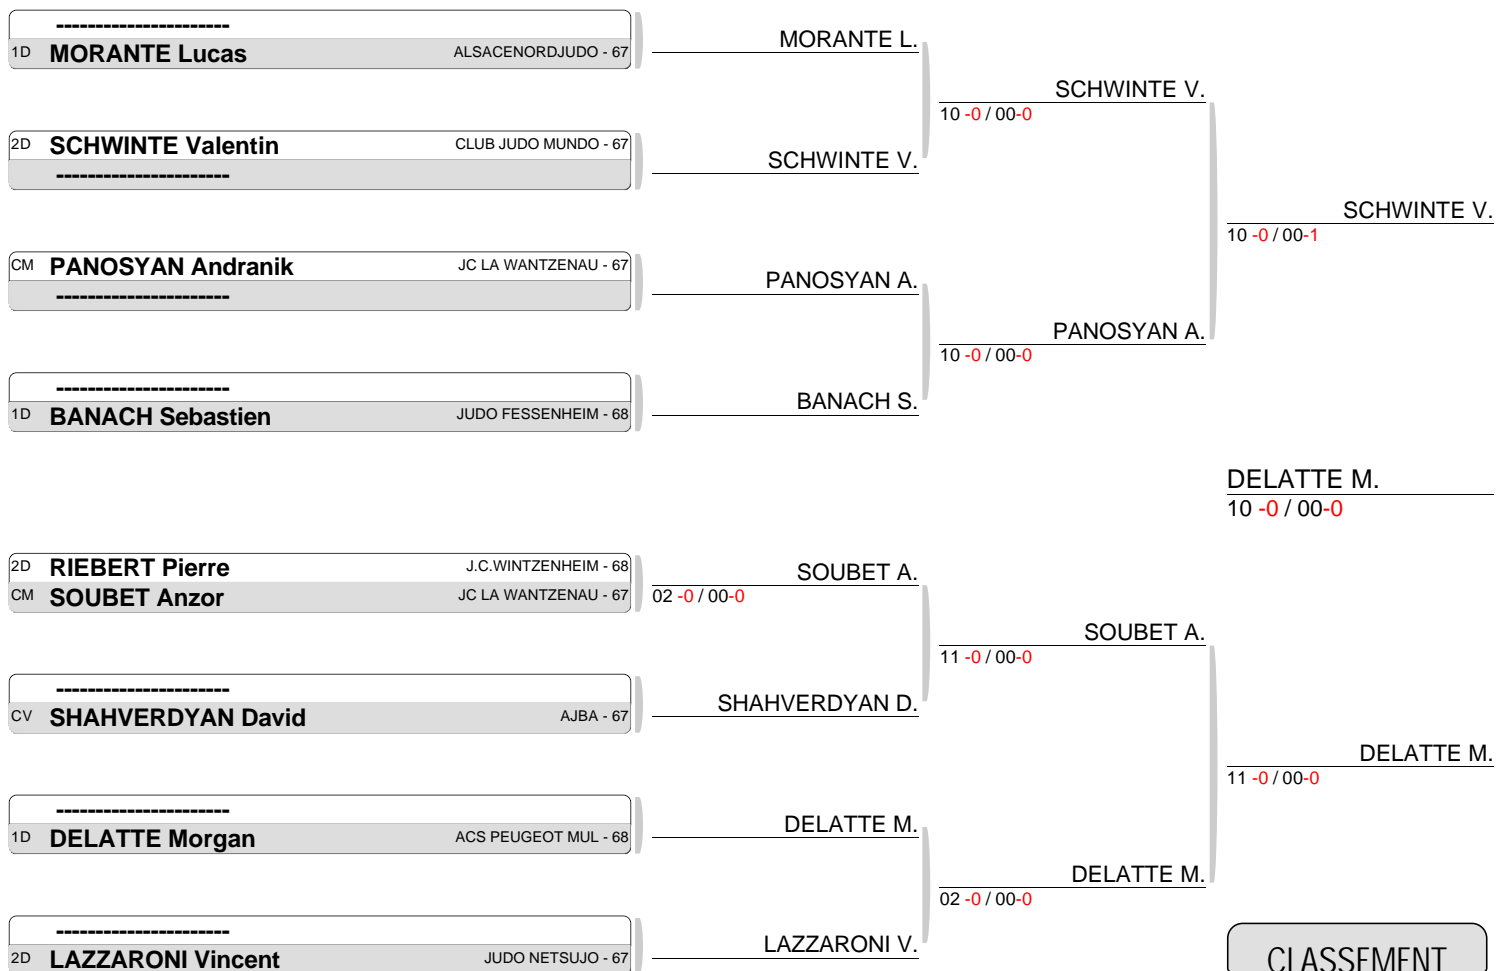 ----------------------
1D MORANTE Lucas ALSACENORDJUDO - 67
MORANTE L.
SCHWINTE V.
10 -0 / 00-0
2D SCHWINTE Valentin CLUB JUDO MUNDO - 67
----------------------
SCHWINTE V.
SCHWINTE V.
10 -0 / 00-1
CM PANOSYAN Andranik JC LA WANTZENAU - 67
----------------------
PANOSYAN A.
PANOSYAN A.
10 -0 / 00-0
----------------------
1D BANACH Sebastien JUDO FESSENHEIM - 68
BANACH S.
DELATTE M.
10 -0 / 00-0
2D RIEBERT Pierre J.C.WINTZENHEIM - 68
CM SOUBET Anzor JC LA WANTZENAU - 67
SOUBET A.
02 -0 / 00-0
SOUBET A.
11 -0 / 00-0
----------------------
CV SHAHVERDYAN David AJBA - 67
SHAHVERDYAN D.
DELATTE M.
11 -0 / 00-0
----------------------
1D DELATTE Morgan ACS PEUGEOT MUL - 68
DELATTE M.
DELATTE M.
02 -0 / 00-0
----------------------
2D LAZZARONI Vincent JUDO NETSUJO - 67
LAZZARONI V.
CLASSEMENT